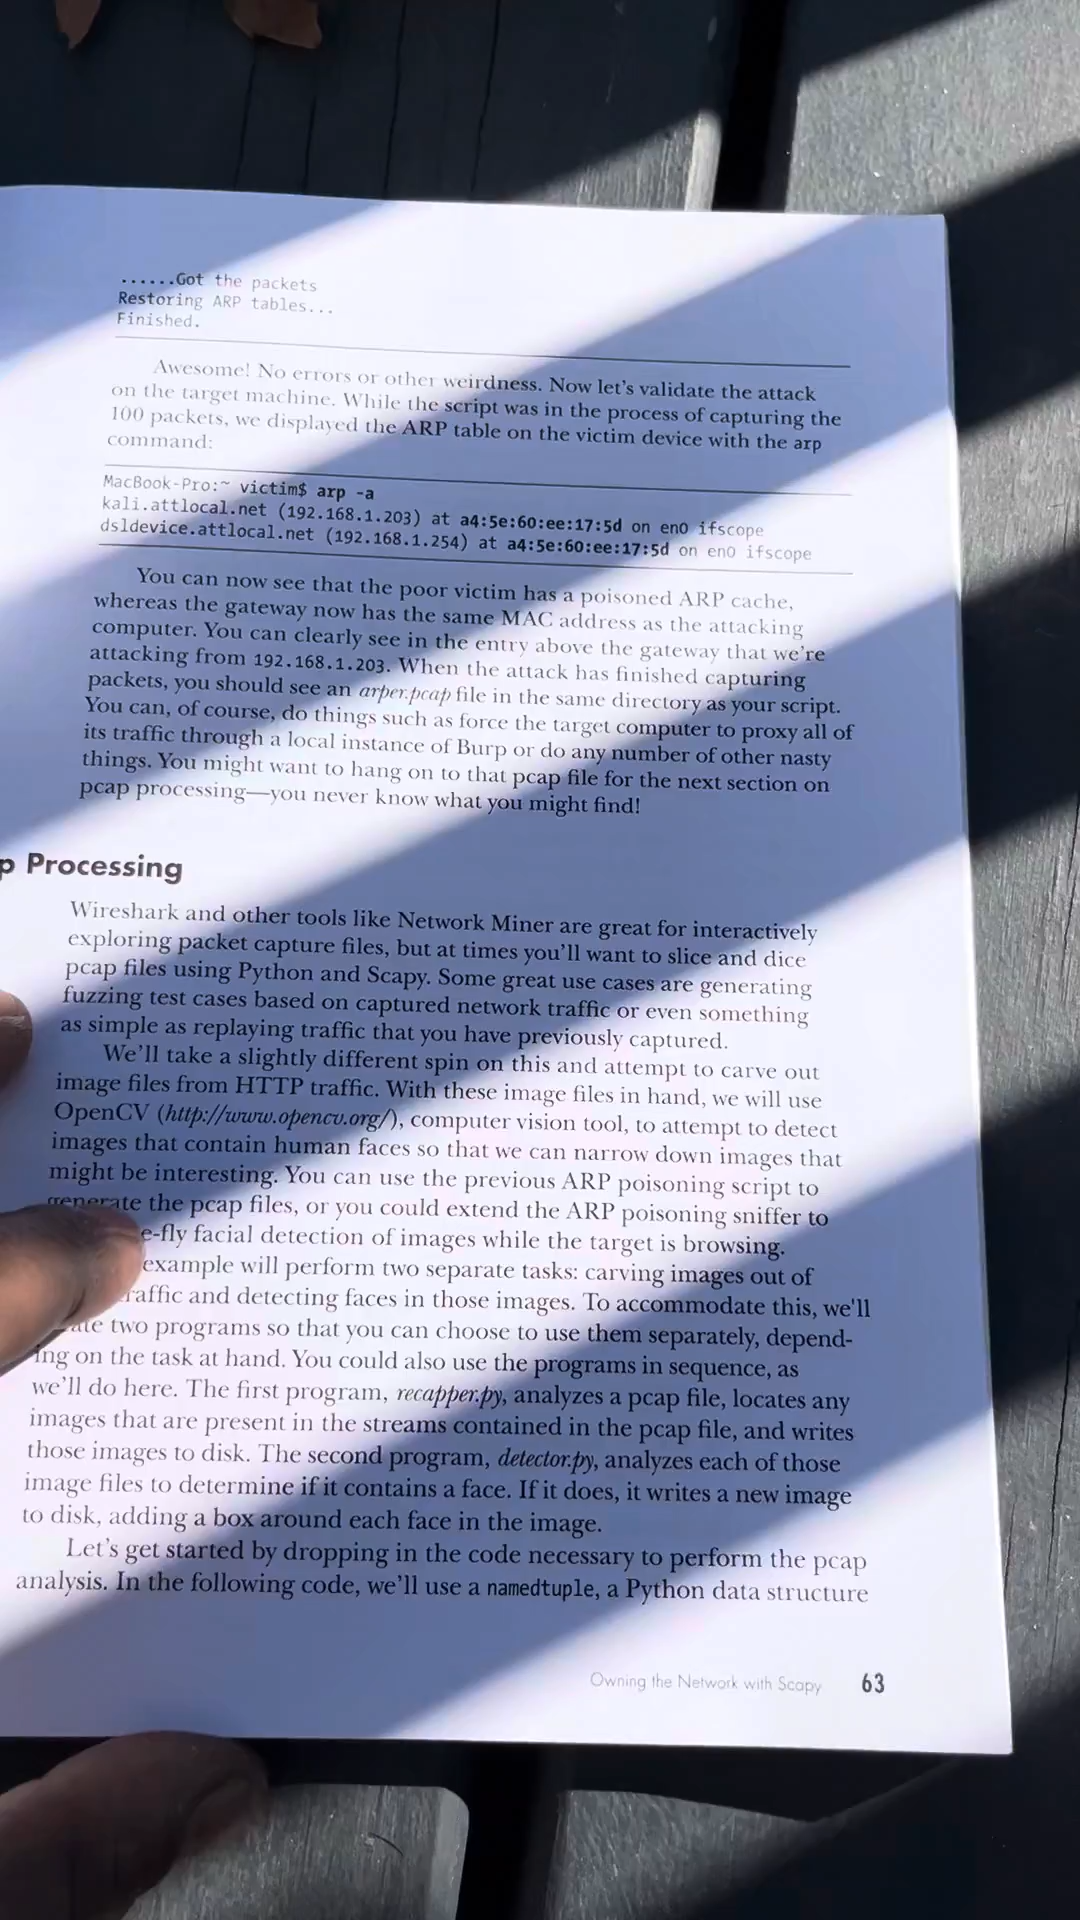 ......Got the packets
Restoring ARP tables...
Finished.
Awesome! No errors or other weirdness. Now let's validate the attack
on the target machine. While the script was in the process of capturing the
100 packets, we displayed the ARP table on the victim device with the arp
command:
MacBook-Pro:~ victim$ arp -a
kali.attlocal.net (192.168.1.203) at a4:5e:60:ee:17:5d on en0 ifscope
dsldevice.attlocal.net (192.168.1.254) at a4:5e:60:ee:17:5d on en0 ifscope
You can now see that the poor victim has a poisoned ARP cache,
whereas the gateway now has the same MAC address as the attacking
computer. You can clearly see in the entry above the gateway that we're
attacking from 192.168.1.203. When the attack has finished capturing
packets, you should see an arper.pcap file in the same directory as your script.
You can, of course, do things such as force the target computer to proxy all of
its traffic through a local instance of Burp or do any number of other nasty
things. You might want to hang on to that pcap file for the next section on
pcap processing—you never know what you might find!
p Processing
Wireshark and other tools like Network Miner are great for interactively
exploring packet capture files, but at times you'll want to slice and dice
pcap files using Python and Scapy. Some great use cases are generating
fuzzing test cases based on captured network traffic or even something
as simple as replaying traffic that you have previously captured.
We'll take a slightly different spin on this and attempt to carve out
image files from HTTP traffic. With these image files in hand, we will use
OpenCV (http://www.opencv.org/), computer vision tool, to attempt to detect
images that contain human faces so that we can narrow down images that
might be interesting. You can use the previous ARP poisoning script to
generate the pcap files, or you could extend the ARP poisoning sniffer to
e-fly facial detection of images while the target is browsing.
example will perform two separate tasks: carving images out of
raffic and detecting faces in those images. To accommodate this, we'll
ate two programs so that you can choose to use them separately, depend-
ing on the task at hand. You could also use the programs in sequence, as
we'll do here. The first program, recapper.py, analyzes a pcap file, locates any
images that are present in the streams contained in the pcap file, and writes
those images to disk. The second program, detector.py, analyzes each of those
image files to determine if it contains a face. If it does, it writes a new image
to disk, adding a box around each face in the image.
Let's get started by dropping in the code necessary to perform the pcap
analysis. In the following code, we'll use a namedtuple, a Python data structure
Owning the Network with Scapy 63